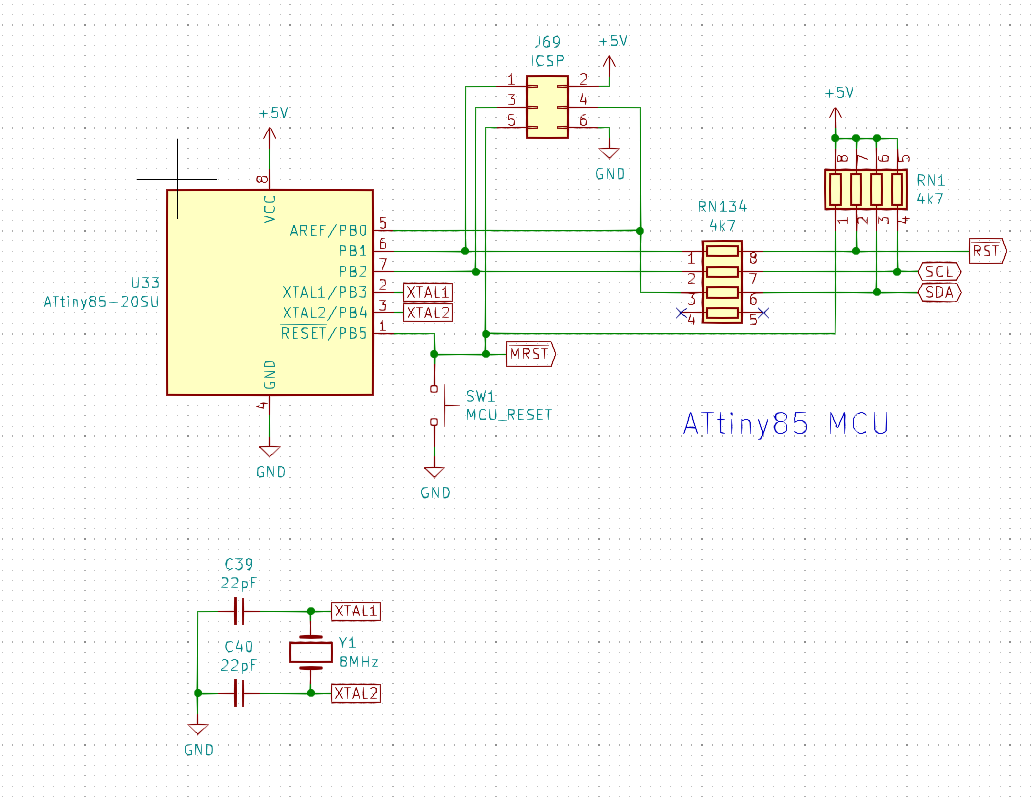 J69
ICSP
+5V
1
2
3
4
5
6
GND
+5V
8
VCC
U33
ATtiny85-20SU
AREF/PB0
5
PB1
6
PB2
7
XTAL1/PB3
2
XTAL1
XTAL2/PB4
3
XTAL2
RESET/PB5
1
GND
4
GND
MRST
SW1
MCU_RESET
GND
RN134
4k7
1
8
2
7
3
6
4
5
+5V
8
7
6
5
RN1
4k7
1
2
3
4
RST
SCL
SDA
ATtiny85 MCU
C39
22pF
XTAL1
C40
22pF
Y1
8MHz
XTAL2
GND